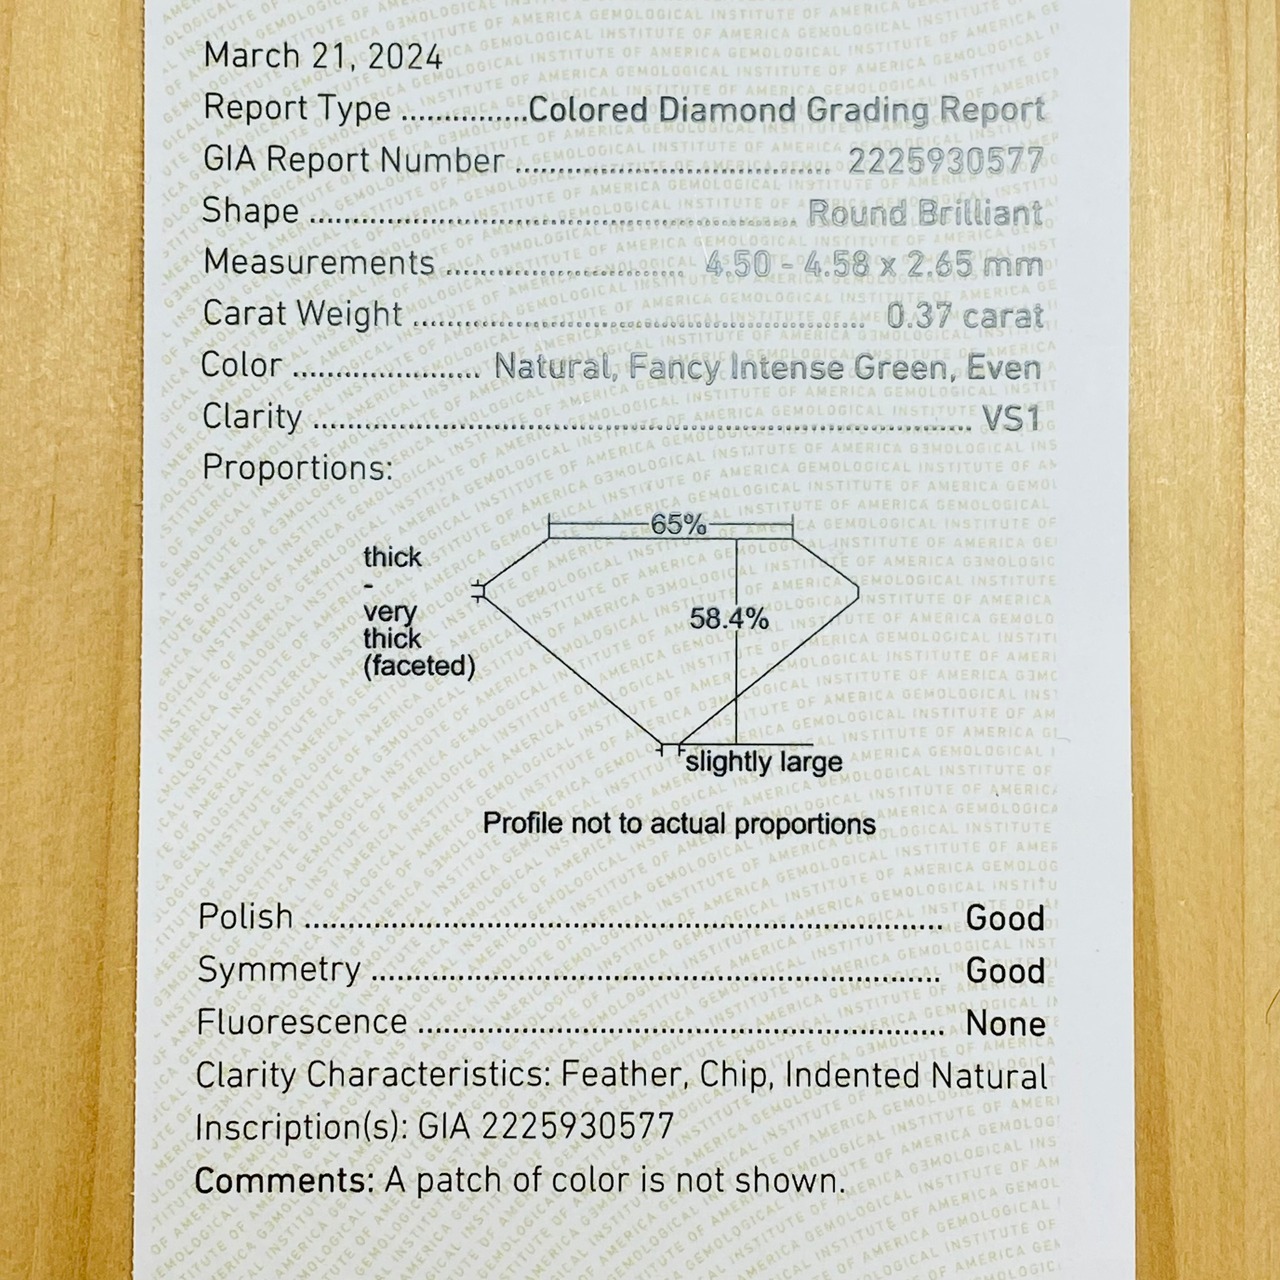 March 21, 2024
Report Type ..............Colored Diamond Grading Report
GIA Report Number .................................... 2225930577
Shape ....................................................... Round Brilliant
Measurements ........................... 4.50 - 4.58 x 2.65 mm
Carat Weight .................................................... 0.37 carat
Color ..................... Natural, Fancy Intense Green, Even
Clarity .......................................................................... VS1
Proportions:
65%
thick
-
very
thick
(faceted)
58.4%
slightly large
Profile not to actual proportions
Polish ......................................................................... Good
Symmetry ................................................................. Good
Fluorescence ............................................................ None
Clarity Characteristics: Feather, Chip, Indented Natural
Inscription(s): GIA 2225930577
Comments: A patch of color is not shown.